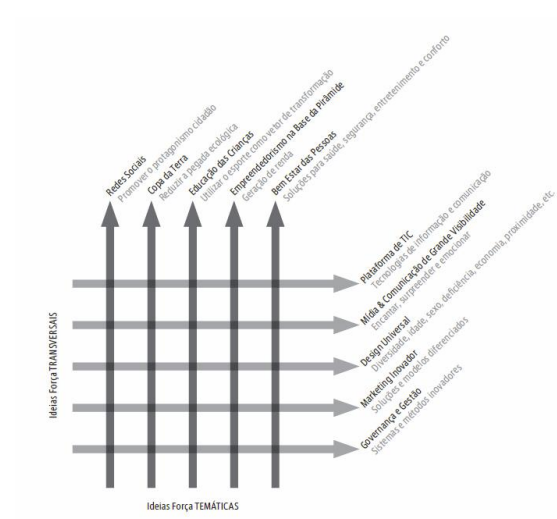 Redes Sociais
Promover o protagonismo cidadão
Copa da Terra
Reduzir a pegada ecológica
Educação das Crianças
Utilizar o esporte como vetor de transformação
Empreendedorismo na Base da Pirâmide
Geração de renda
Bem Estar das Pessoas
Soluções para saúde, segurança, entretenimento e conforto
Plataforma de TIC
Tecnologias de informação e comunicação
Mídia & Comunicação de Grande Visibilidade
Encantar, surpreender e emocionar
Design Universal
Diversidade, idade, sexo, deficiência, economia, proximidade, etc.
Marketing Inovador
Soluções e modelos diferenciados
Governança e Gestão
Sistemas e métodos inovadores
Ideias Força TRANSVERSAIS
Ideias Força TEMÁTICAS